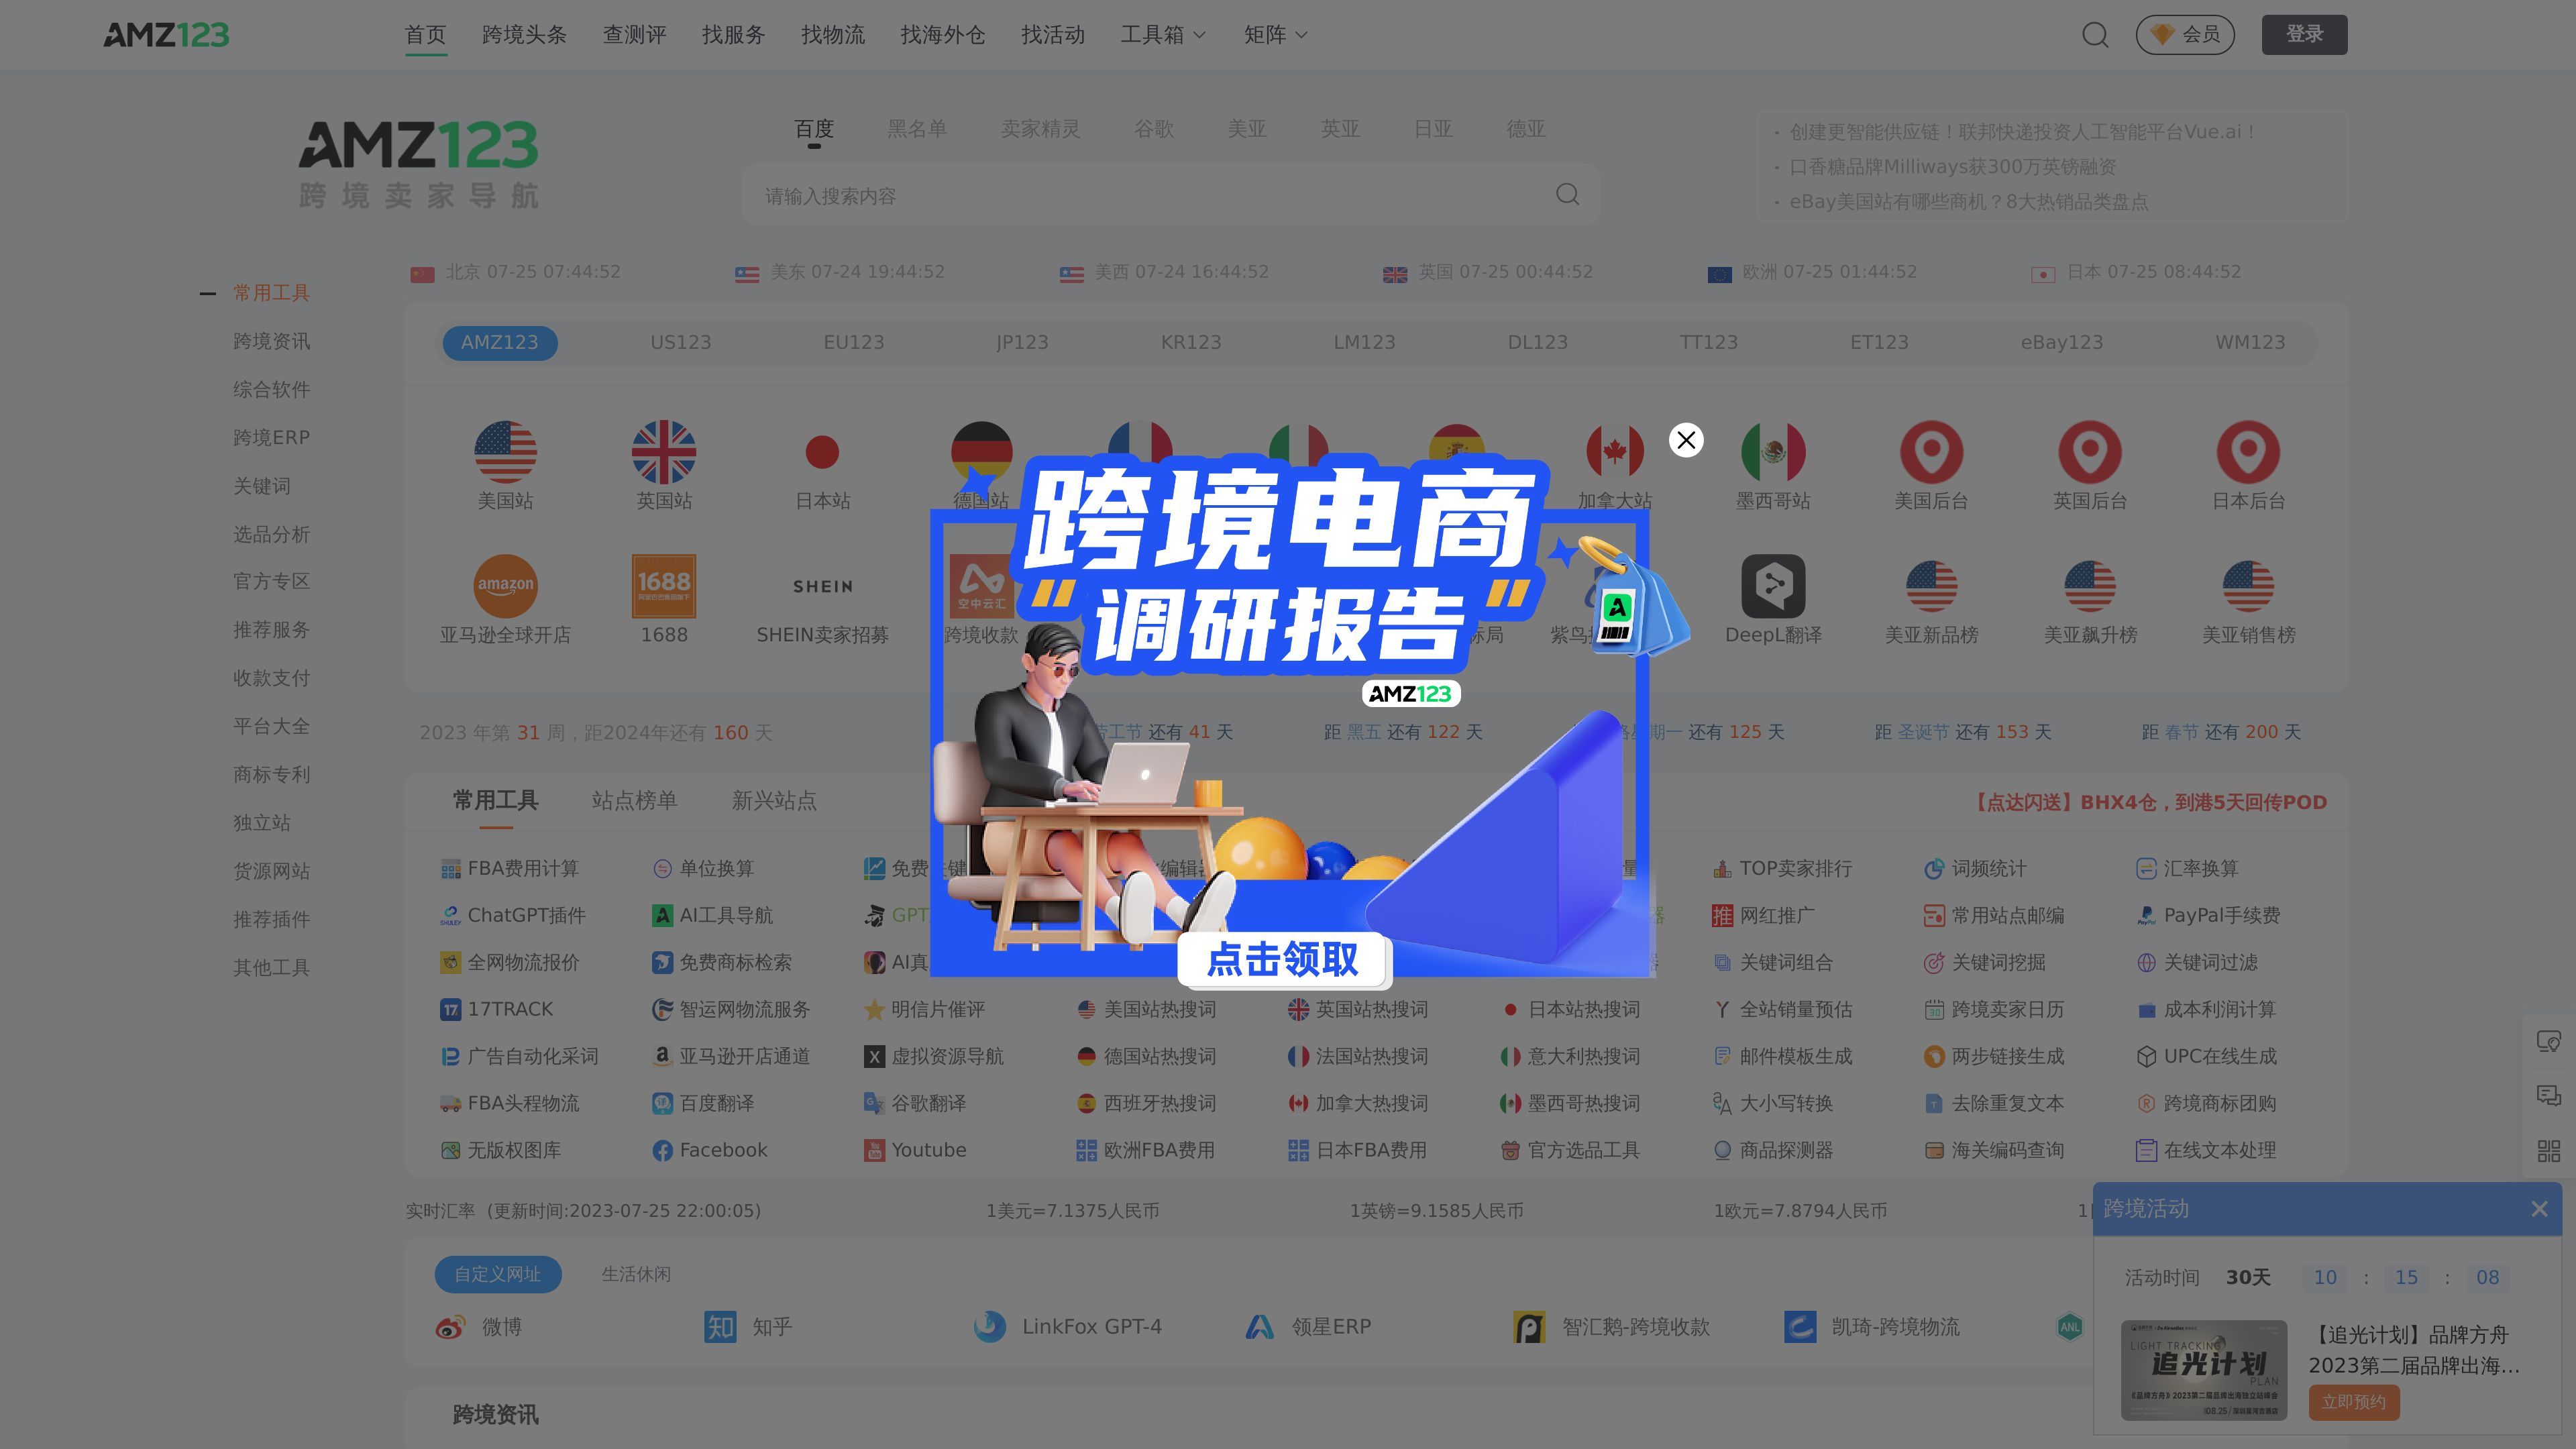 AMZ123
首页 跨境头条 查测评 找服务 找物流 找海外仓 找活动 工具箱 矩阵
会员 登录
AMZ123
跨境卖家导航
百度 黑名单 卖家精灵 谷歌 美亚 英亚 日亚 德亚
请输入搜索内容
· 创建更智能供应链！联邦快递投资人工智能平台Vue.ai！
· 口香糖品牌Milliways获300万英镑融资
· eBay美国站有哪些商机？8大热销品类盘点
北京 07-25 07:44:52 美东 07-24 19:44:52 美西 07-24 16:44:52 英国 07-25 00:44:52 欧洲 07-25 01:44:52 日本 07-25 08:44:52
常用工具
跨境资讯
综合软件
跨境ERP
关键词
选品分析
官方专区
推荐服务
收款支付
平台大全
商标专利
独立站
货源网站
推荐插件
其他工具
AMZ123 US123 EU123 JP123 KR123 LM123 DL123 TT123 ET123 eBay123 WM123
美国站 英国站 日本站 德国站 加拿大站 墨西哥站 美国后台 英国后台 日本后台
amazon 1688 SHEIN 空中云汇
亚马逊全球开店 1688 SHEIN卖家招募 跨境收款 标局 紫鸟 DeepL翻译 美亚新品榜 美亚飙升榜 美亚销售榜
跨境电商
"调研报告"
AMZ123
点击领取
2023 年第 31 周，距2024年还有 160 天 劳工节 还有 41 天 距 黑五 还有 122 天 期一 还有 125 天 距 圣诞节 还有 153 天 距 春节 还有 200 天
常用工具 站点榜单 新兴站点 【点达闪送】BHX4仓，到港5天回传POD
FBA费用计算 单位换算 免费关键 编辑器 量 TOP卖家排行 词频统计 汇率换算
ChatGPT插件 AI工具导航 GPT 器 网红推广 常用站点邮编 PayPal手续费
全网物流报价 免费商标检索 AI真 器 关键词组合 关键词挖掘 关键词过滤
17TRACK 智运网物流服务 明信片催评 美国站热搜词 英国站热搜词 日本站热搜词 全站销量预估 跨境卖家日历 成本利润计算
广告自动化采词 亚马逊开店通道 虚拟资源导航 德国站热搜词 法国站热搜词 意大利热搜词 邮件模板生成 两步链接生成 UPC在线生成
FBA头程物流 百度翻译 谷歌翻译 西班牙热搜词 加拿大热搜词 墨西哥热搜词 大小写转换 去除重复文本 跨境商标团购
无版权图库 Facebook Youtube 欧洲FBA费用 日本FBA费用 官方选品工具 商品探测器 海关编码查询 在线文本处理
实时汇率 (更新时间:2023-07-25 22:00:05) 1美元=7.1375人民币 1英镑=9.1585人民币 1欧元=7.8794人民币
自定义网址 生活休闲
微博 知乎 LinkFox GPT-4 领星ERP 智汇鹅-跨境收款 凯琦-跨境物流 ANL
跨境资讯
跨境活动
活动时间 30天 10 : 15 : 08
LIGHT TRACKING
追光计划
PLAN
《品牌方舟》2023第二届品牌出海独立站峰会
【追光计划】品牌方舟
2023第二届品牌出海...
立即预约